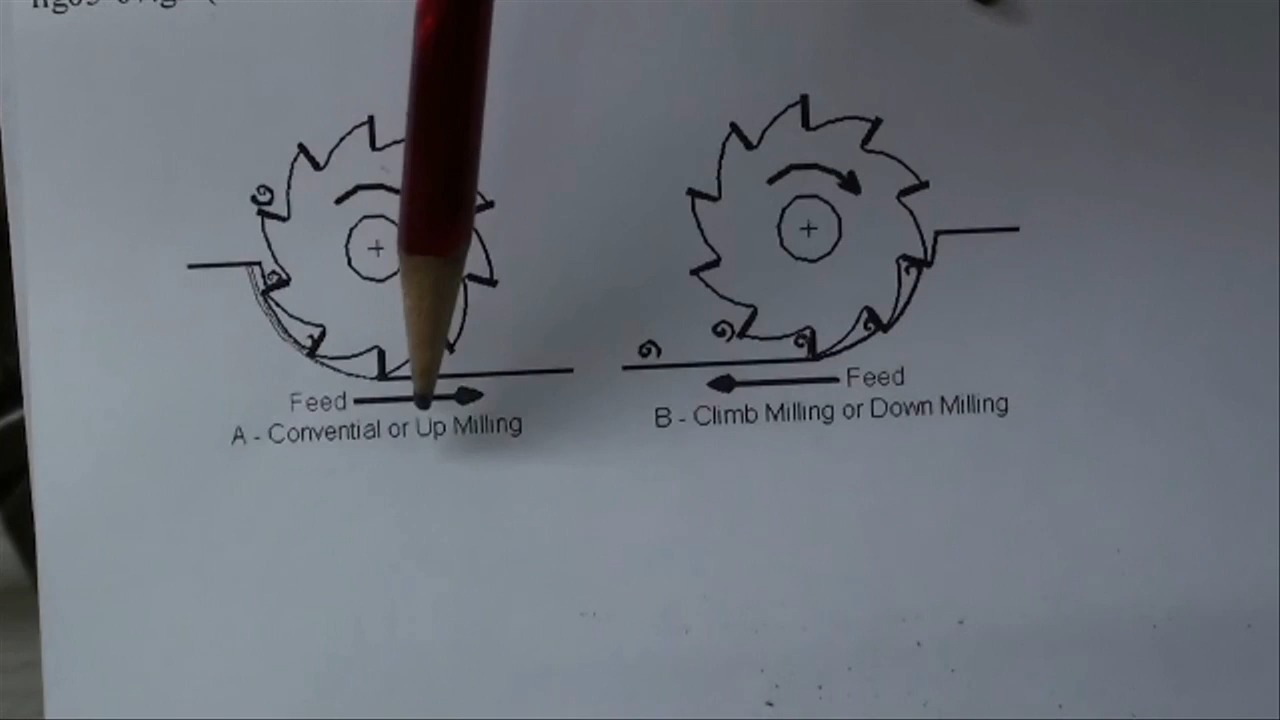 Feed
A - Convential or Up Milling
Feed
B - Climb Milling or Down Milling